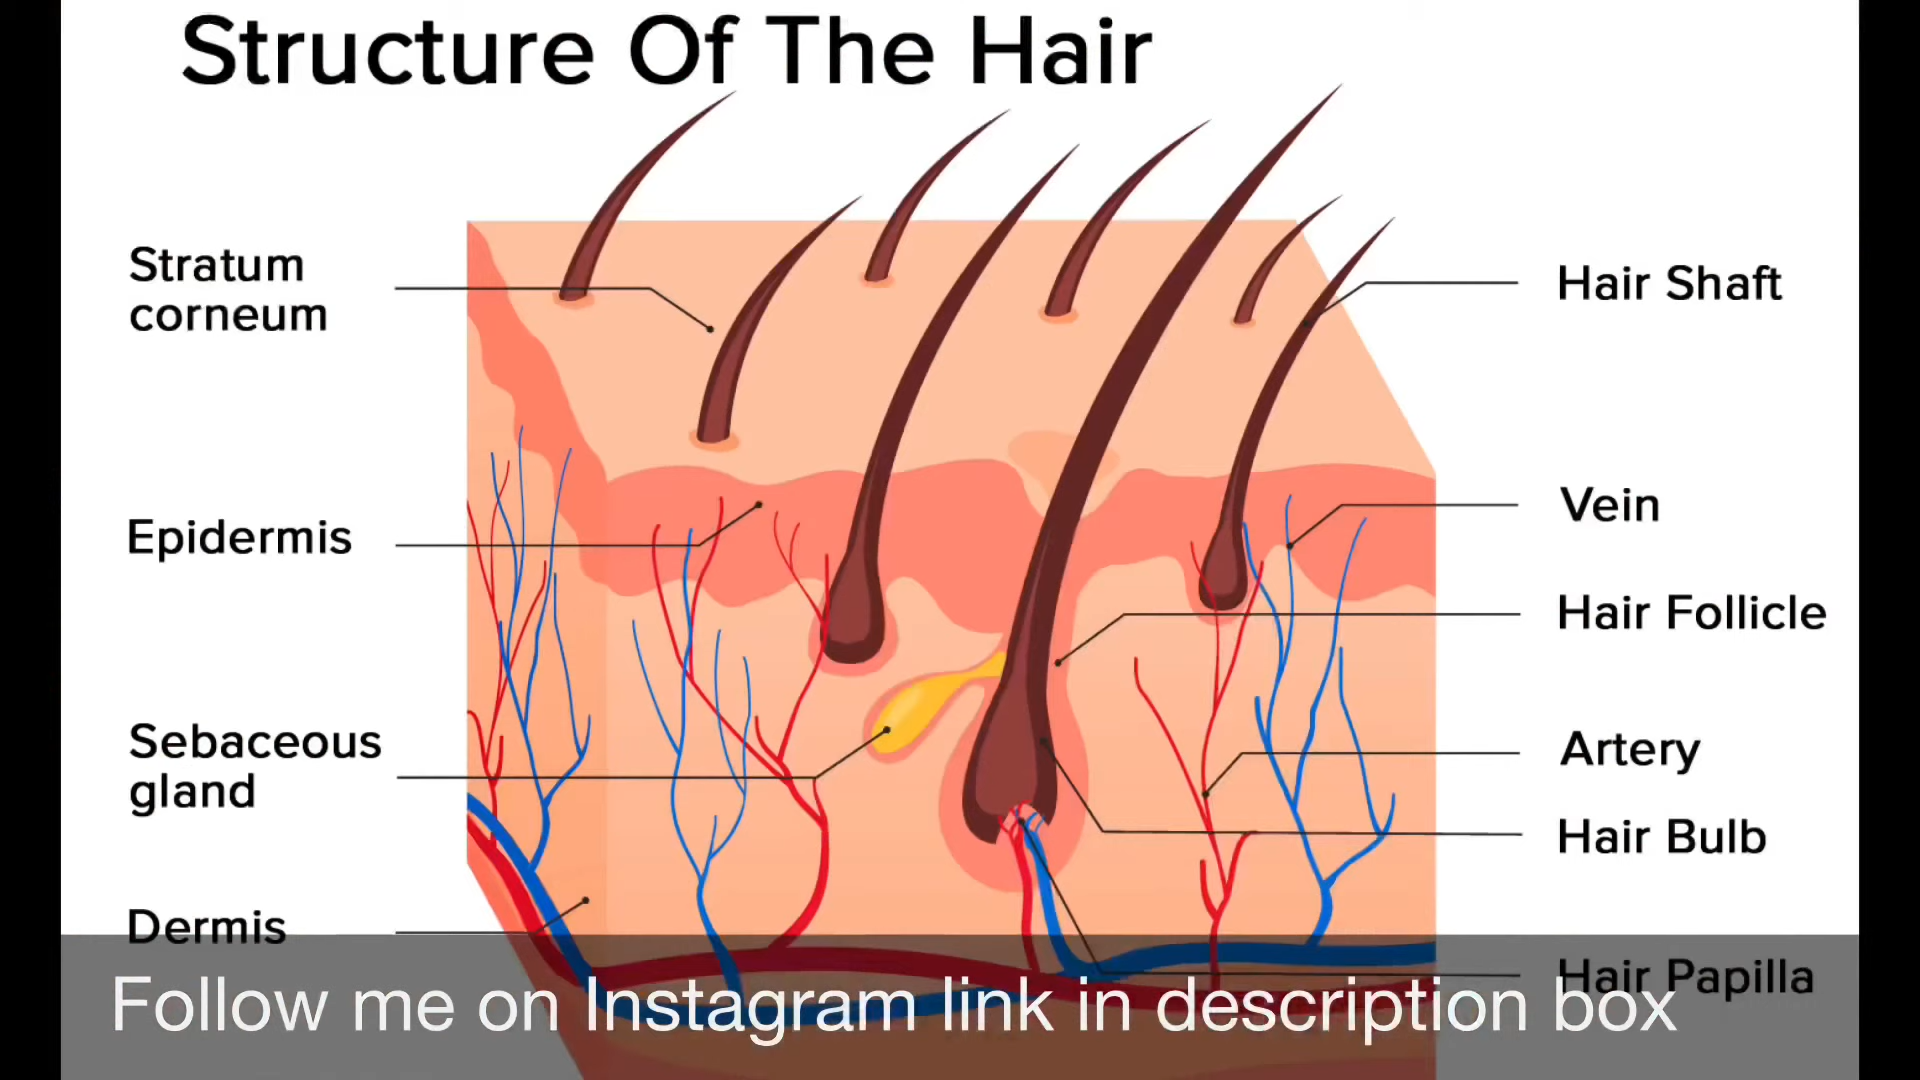 Structure Of The Hair
Stratum
corneum
Epidermis
Sebaceous
gland
Dermis
Hair Shaft
Vein
Hair Follicle
Artery
Hair Bulb
Hair Papilla
Follow me on Instagram link in description box